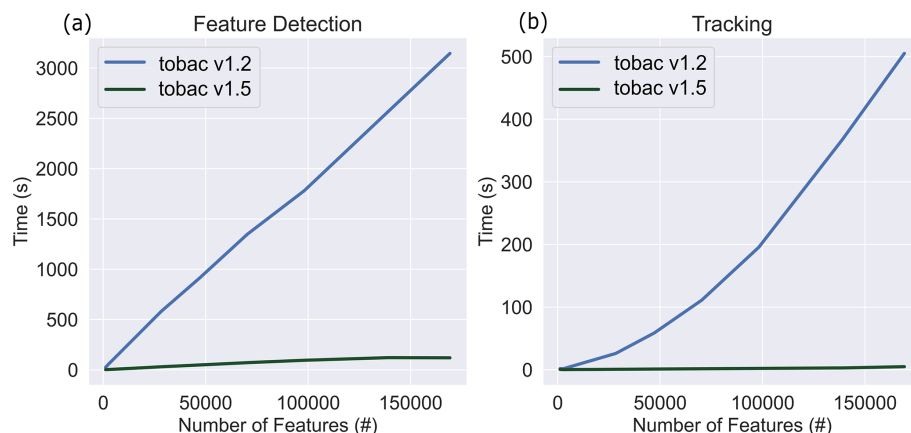 (a)
Feature Detection
tobac v1.2
tobac v1.5
3000
2500
2000
1500
1000
500
0
Time (s)
0 50000 100000 150000
Number of Features (#)
(b)
Tracking
tobac v1.2
tobac v1.5
500
400
300
200
100
0
Time (s)
0 50000 100000 150000
Number of Features (#)